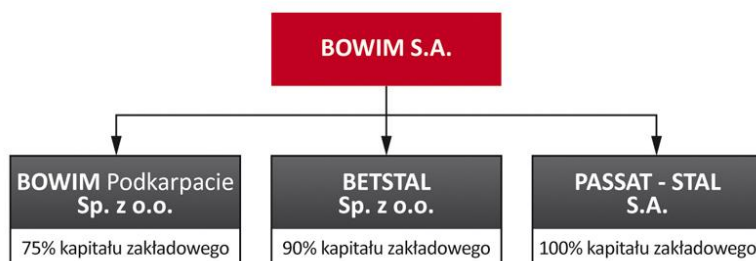 BOWIM S.A.
BOWIM Podkarpacie
Sp. z o.o.
75% kapitału zakładowego
BETSTAL
Sp. z o.o.
90% kapitału zakładowego
PASSAT - STAL
S.A.
100% kapitału zakładowego